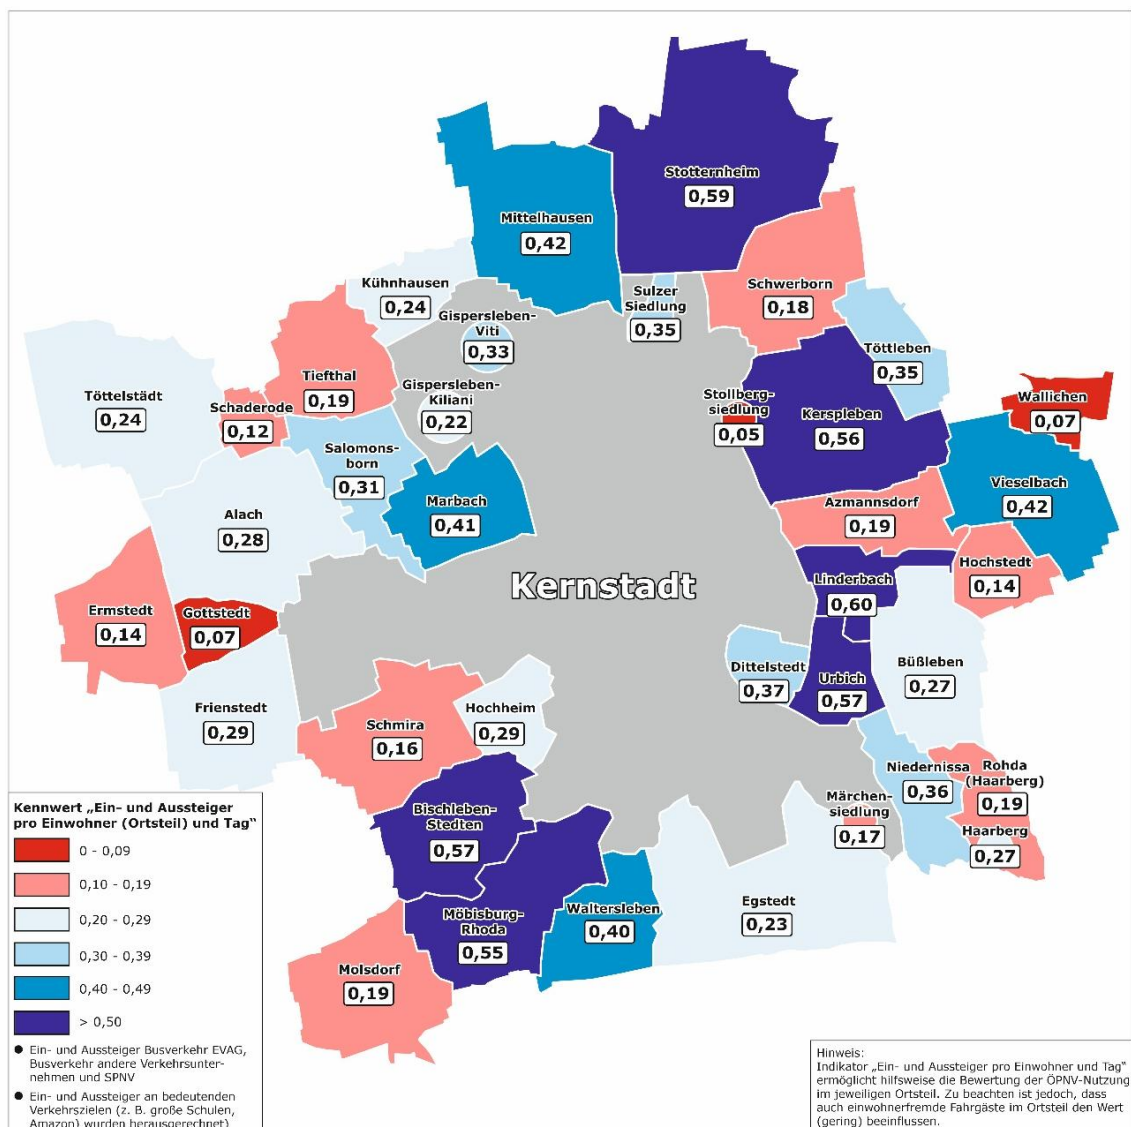 Stotternheim
0,59
Mittelhausen
0,42
Kühnhausen
0,24
Gispersleben-
Viti
0,33
Sulzer
Siedlung
0,35
Schwerborn
0,18
Töttleben
0,35
Tiefthal
0,19
Gispersleben-
Kiliani
0,22
Töttelstädt
0,24
Schaderode
0,12
Stollberg-
siedlung
0,05
Kerspleben
0,56
Wallichen
0,07
Salomons-
born
0,31
Marbach
0,41
Vieselbach
0,42
Alach
0,28
Azmannsdorf
0,19
Hochstedt
0,14
Kernstadt
Linderbach
0,60
Ermstedt
0,14
Gottstedt
0,07
Dittelstedt
0,37
Urbich
0,57
Büßleben
0,27
Frienstedt
0,29
Schmira
0,16
Hochheim
0,29
Niedernissa
0,36
Rohda
(Haarberg)
0,19
Märchen-
siedlung
0,17
Haarberg
0,27
Bischleben-
Stedten
0,57
Möbisburg-
Rhoda
0,55
Waltersleben
0,40
Egstedt
0,23
Molsdorf
0,19
Kennwert „Ein- und Aussteiger
pro Einwohner (Ortsteil) und Tag“
0 - 0,09
0,10 - 0,19
0,20 - 0,29
0,30 - 0,39
0,40 - 0,49
> 0,50
● Ein- und Aussteiger Busverkehr EVAG,
Busverkehr andere Verkehrsunter-
nehmen und SPNV
● Ein- und Aussteiger an bedeutenden
Verkehrszielen (z. B. große Schulen,
Amazon) wurden herausgerechnet)
Hinweis:
Indikator „Ein- und Aussteiger pro Einwohner und Tag“
ermöglicht hilfsweise die Bewertung der ÖPNV-Nutzung
im jeweiligen Ortsteil. Zu beachten ist jedoch, dass
auch einwohnerfremde Fahrgäste im Ortsteil den Wert
(gering) beeinflussen.